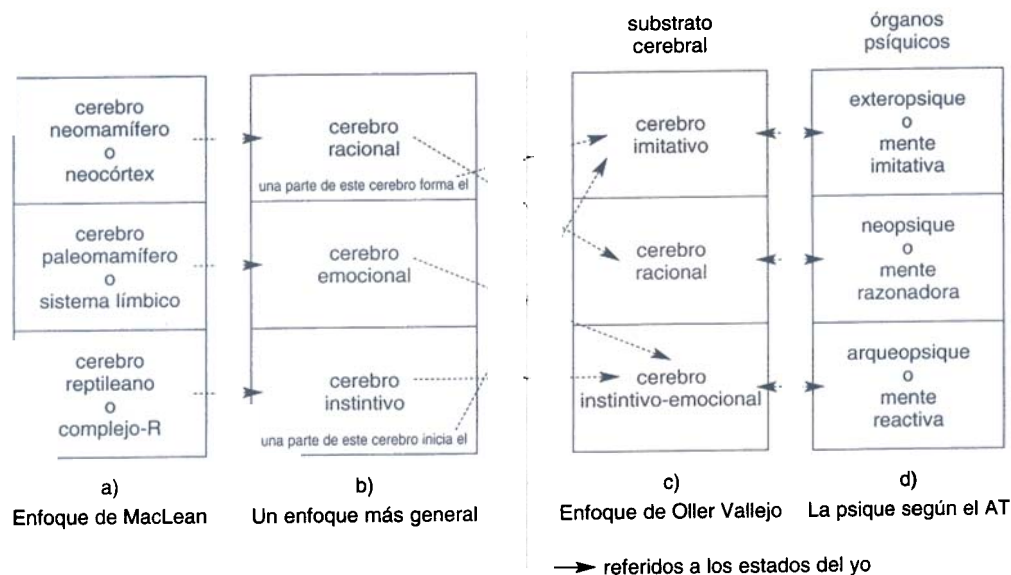 substrato
cerebral
órganos
psíquicos
cerebro
neomamífero
o
neocórtex
cerebro
paleomamífero
o
sistema límbico
cerebro
reptileano
o
complejo-R
cerebro
racional
una parte de este cerebro forma el
cerebro
emocional
cerebro
instintivo
una parte de este cerebro inicia el
cerebro
imitativo
cerebro
racional
cerebro
instintivo-emocional
exteropsique
o
mente
imitativa
neopsique
o
mente
razonadora
arqueopsique
o
mente
reactiva
a)
Enfoque de MacLean
b)
Un enfoque más general
c)
Enfoque de Oller Vallejo
d)
La psique según el AT
referidos a los estados del yo